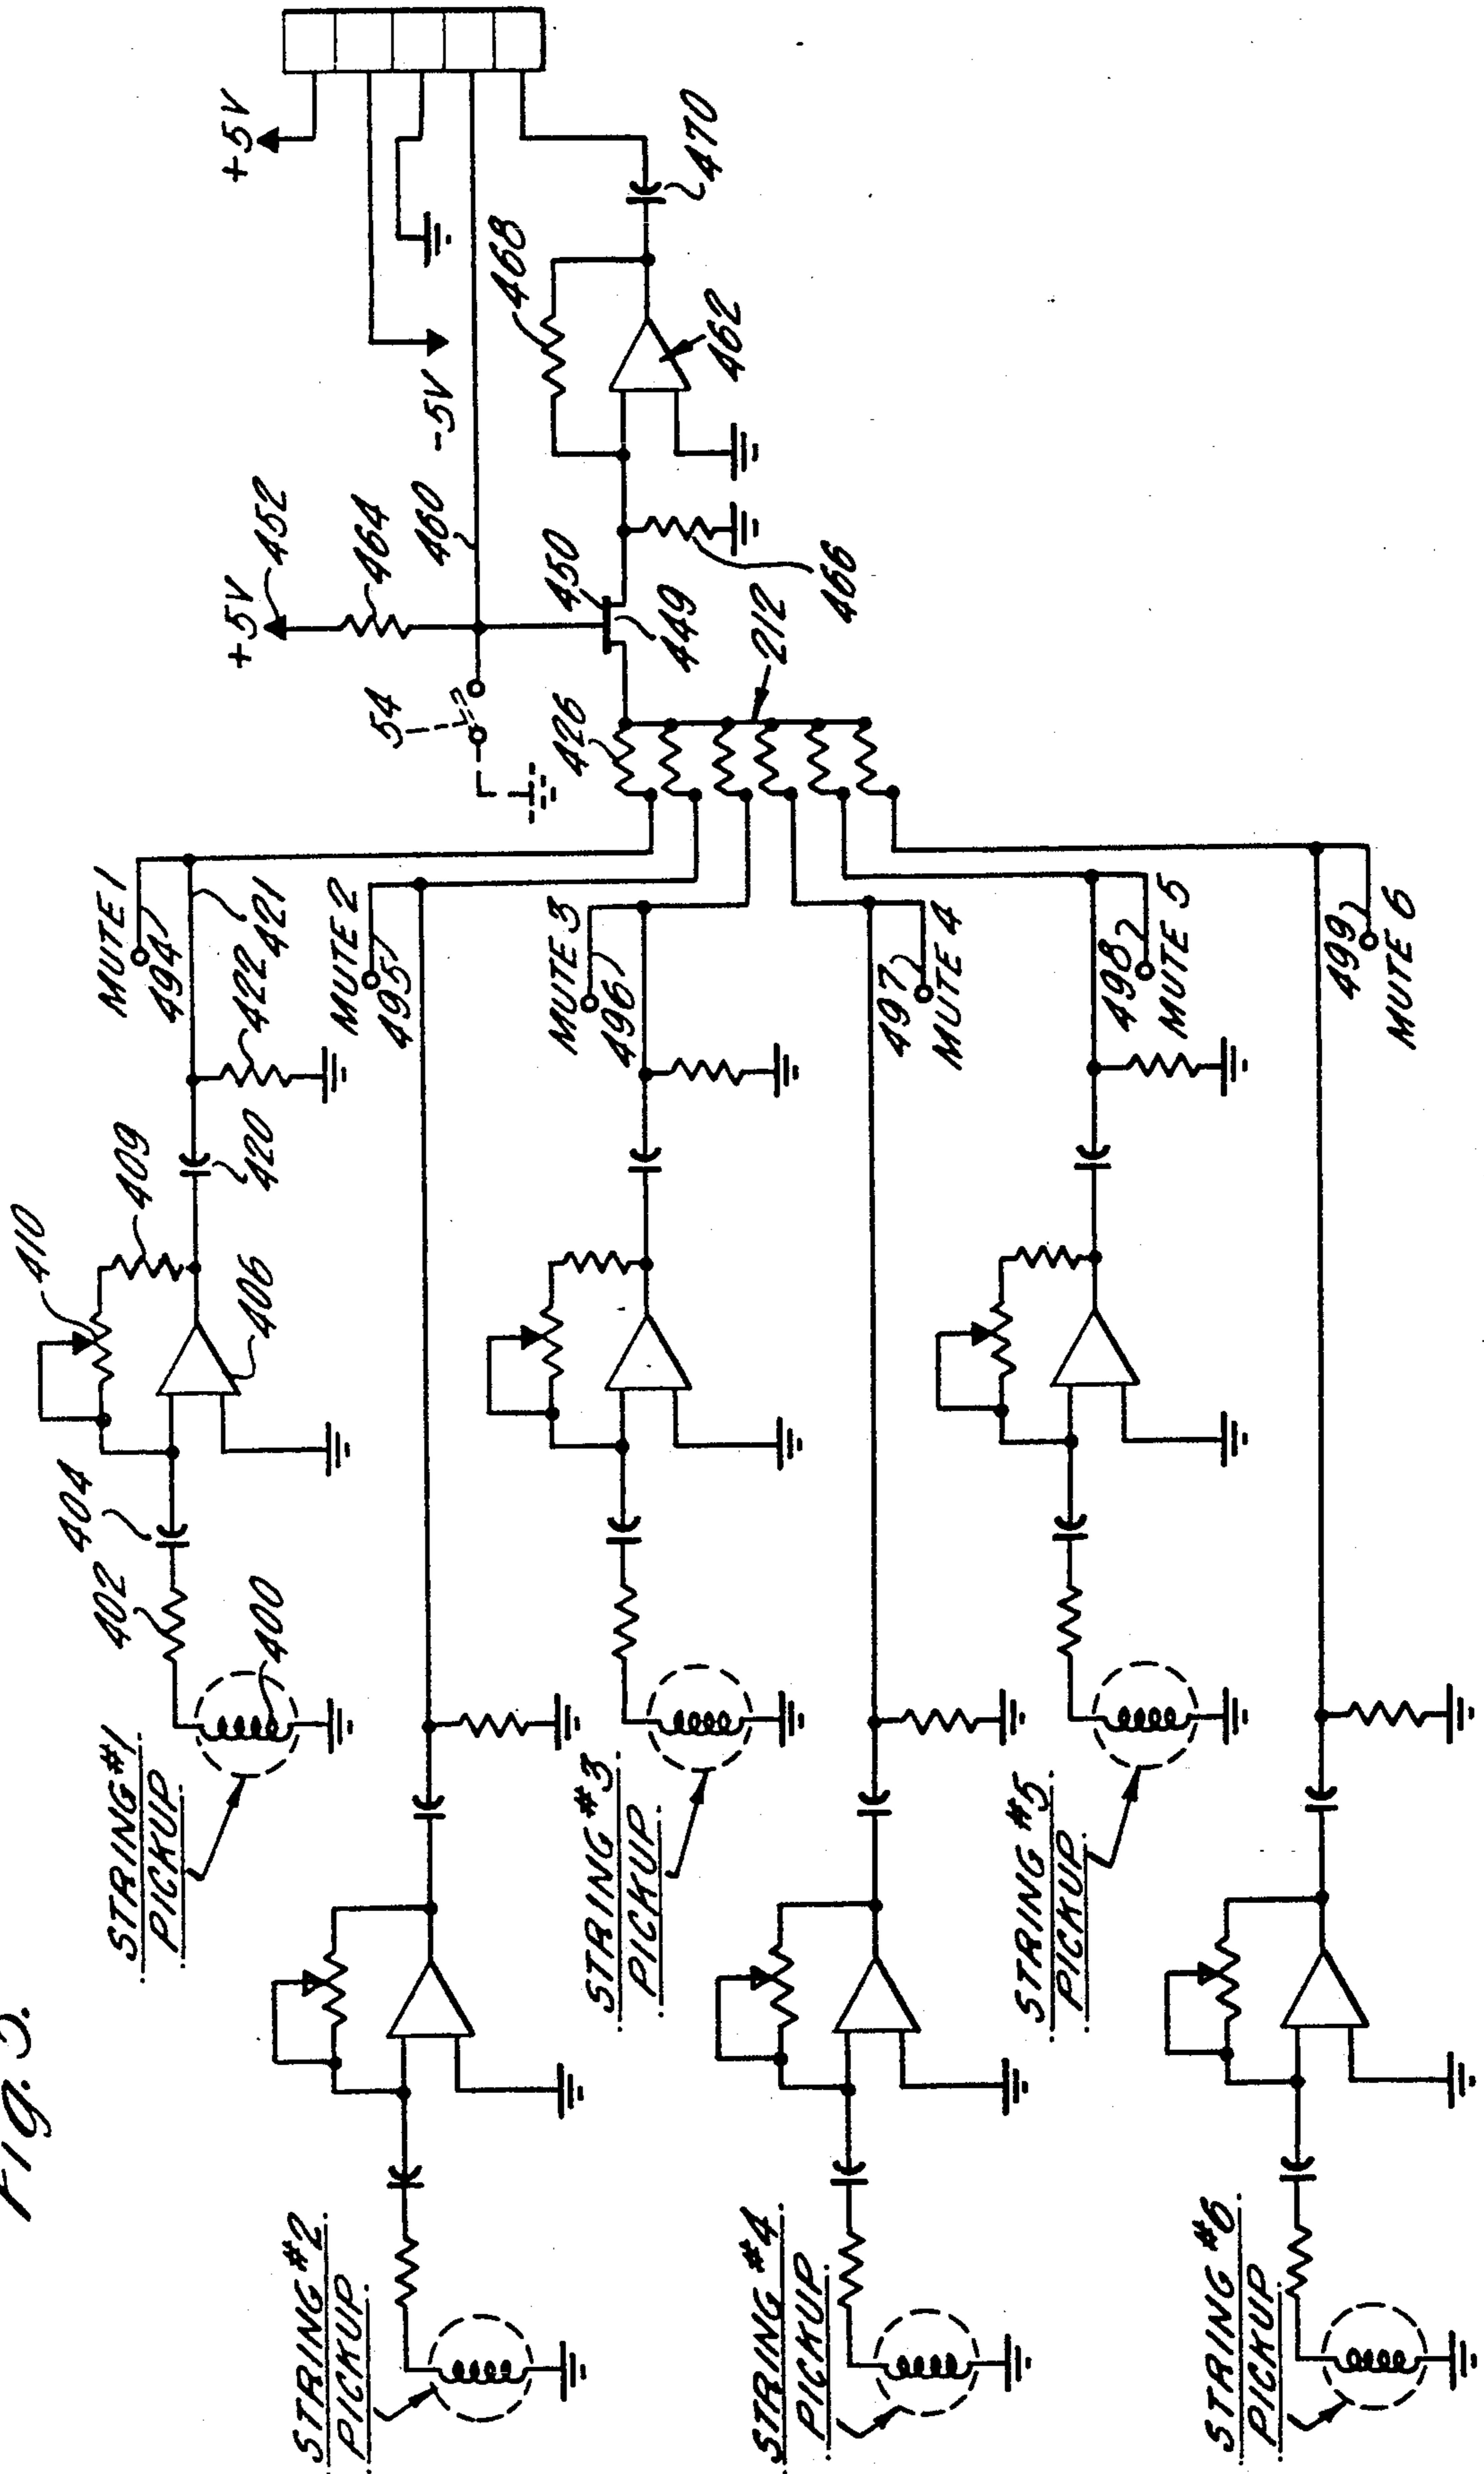 +5V
+5V
452
464
-5V
460
468
470
54
450
449
462
466
212
426
MUTE 1
494
421
422
MUTE 2
495
MUTE 3
496
497
MUTE 4
498
MUTE 5
499
MUTE 6
410
409
420
406
404
402
400
STRING #1
PICKUP
STRING #3
PICKUP
STRING #5
PICKUP
STRING #2
PICKUP
STRING #4
PICKUP
STRING #6
PICKUP